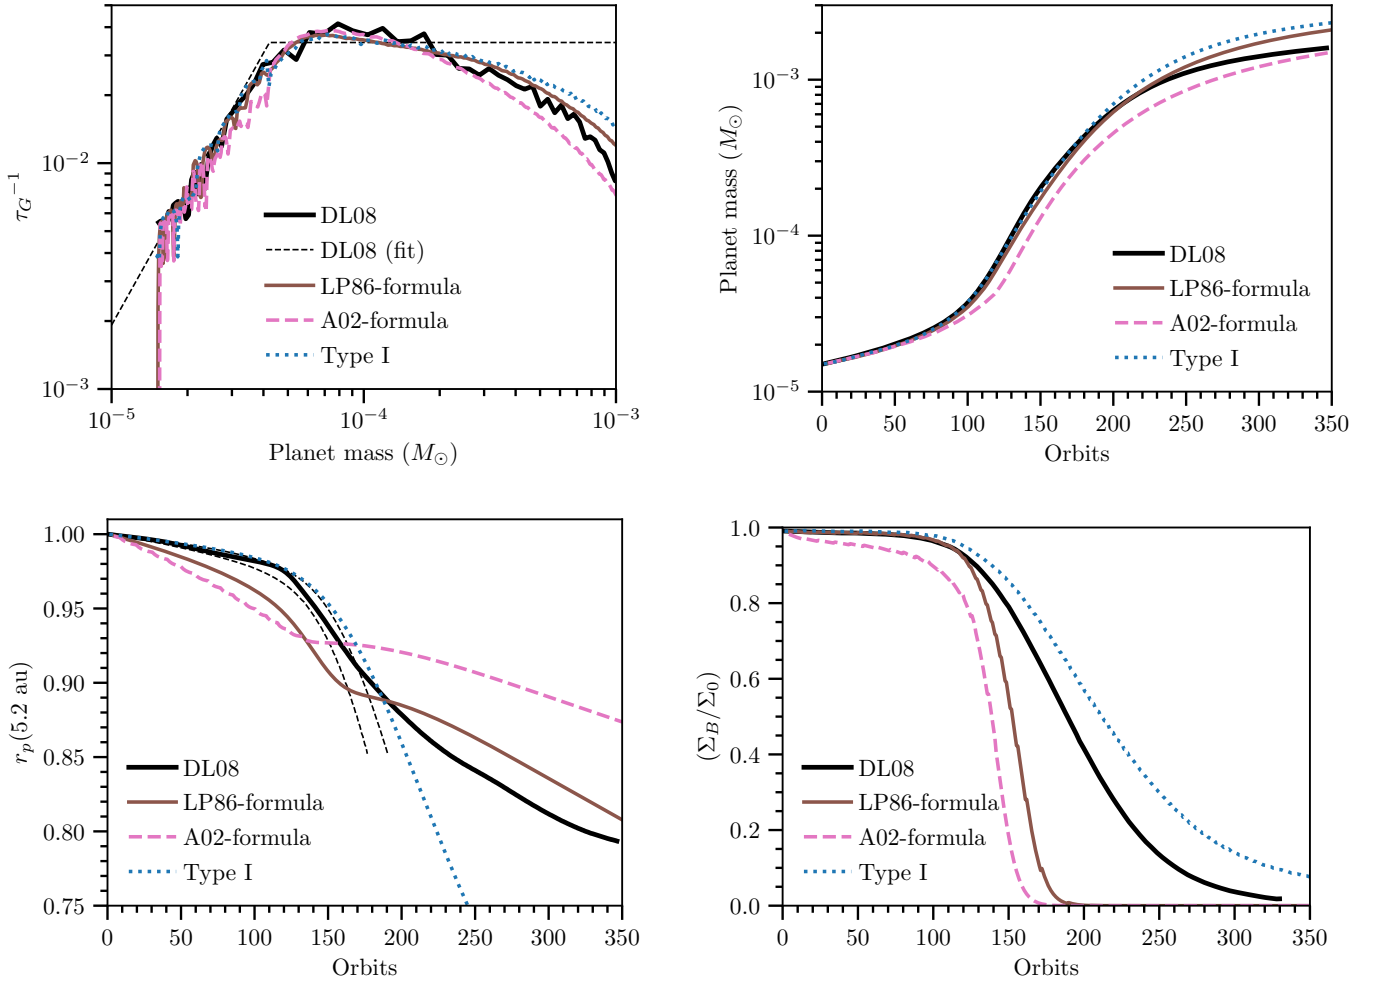 τ_G^{-1}
10^{-2}
10^{-3}
DL08
DL08 (fit)
LP86-formula
A02-formula
Type I
10^{-5}
10^{-4}
10^{-3}
Planet mass (M_⊙)
Planet mass (M_⊙)
10^{-3}
10^{-4}
10^{-5}
DL08
LP86-formula
A02-formula
Type I
0 50 100 150 200 250 300 350
Orbits
r_p(5.2 au)
1.00
0.95
0.90
0.85
0.80
0.75
DL08
LP86-formula
A02-formula
Type I
0 50 100 150 200 250 300 350
Orbits
(Σ_B/Σ_0)
1.0
0.8
0.6
0.4
0.2
0.0
DL08
LP86-formula
A02-formula
Type I
0 50 100 150 200 250 300 350
Orbits